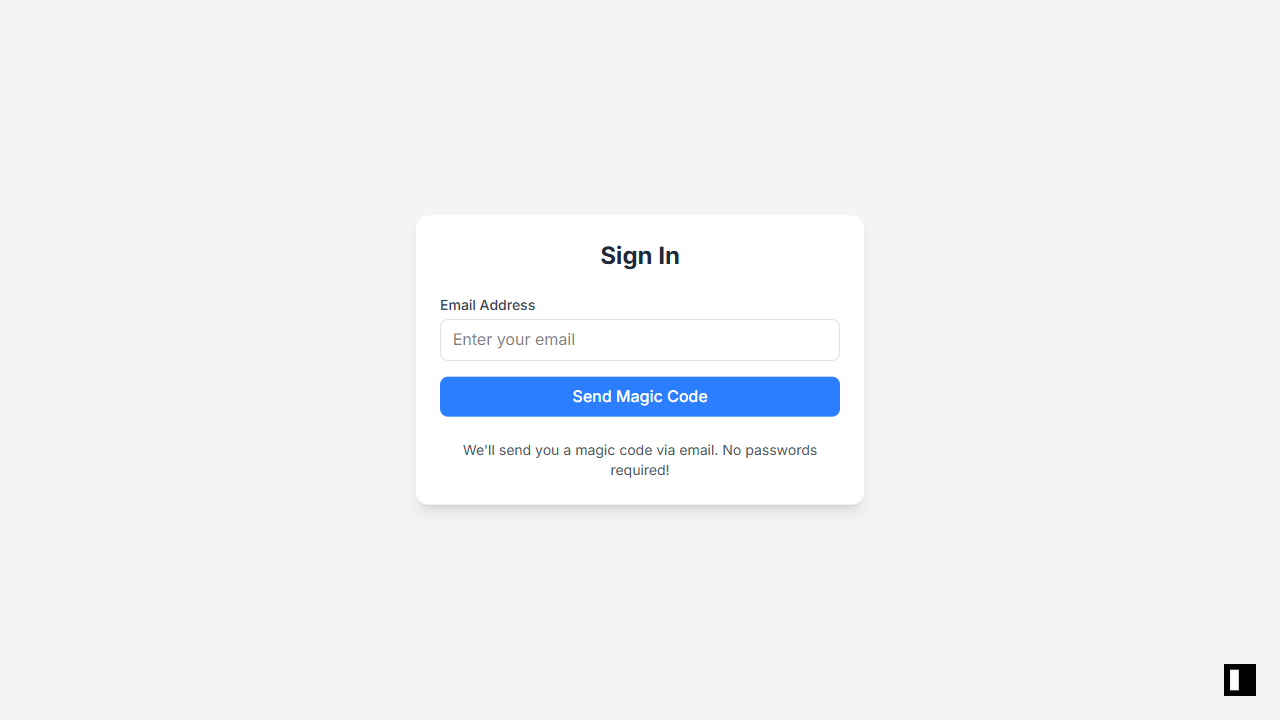 Sign In
Email Address
Enter your email
Send Magic Code
We'll send you a magic code via email. No passwords
required!